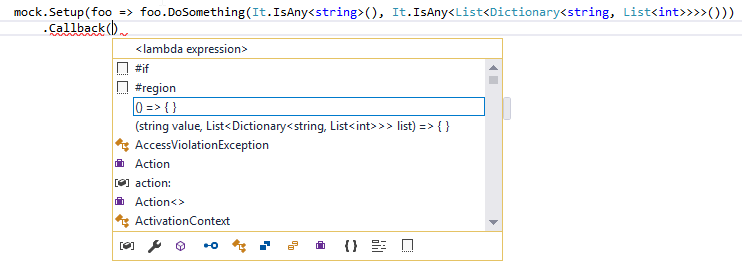 mock.Setup(foo => foo.DoSomething(It.IsAny<string>(), It.IsAny<List<Dictionary<string, List<int>>>>()))
.Callback()
<lambda expression>
#if
#region
() => { }
(string value, List<Dictionary<string, List<int>>> list) => { }
AccessViolationException
Action
action:
Action<>
ActivationContext